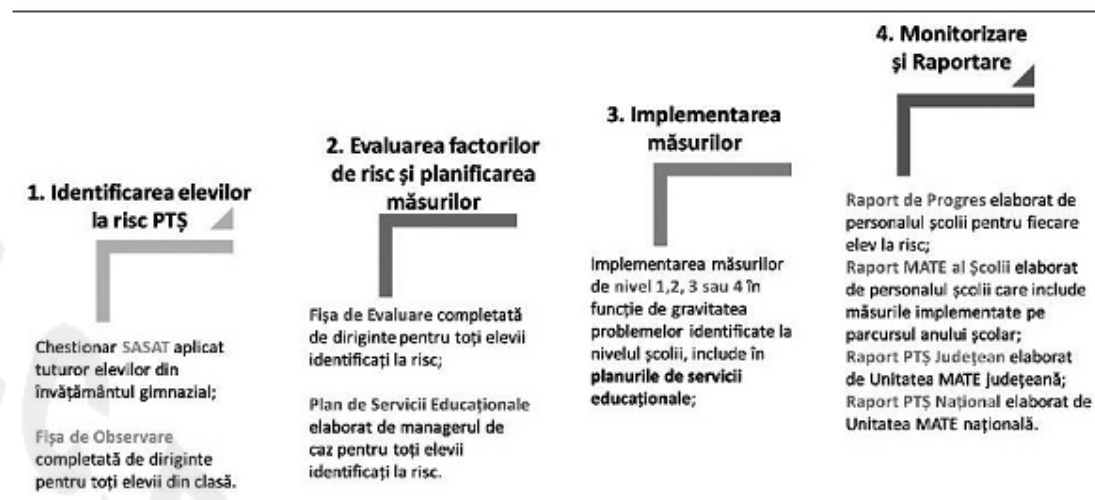 1. Identificarea elevilor
la risc PTȘ
Chestionar SASAT aplicat
tuturor elevilor din
învățământul gimnazial;
Fișa de Observare
completată de diriginte
pentru toți elevii din clasă.
2. Evaluarea factorilor
de risc și planificarea
măsurilor
Fișa de Evaluare completată
de diriginte pentru toți elevii
identificați la risc;
Plan de Servicii Educaționale
elaborat de managerul de
caz pentru toți elevii
identificați la risc.
3. Implementarea
măsurilor
Implementarea măsurilor
de nivel 1,2, 3 sau 4 în
funcție de gravitatea
problemelor identificate la
nivelul școlii, include în
planurile de servicii
educaționale;
4. Monitorizare
și Raportare
Raport de Progres elaborat de
personalul școlii pentru fiecare
elev la risc;
Raport MATE al Școlii elaborat
de personalul școlii care include
măsurile implementate pe
parcursul anului școlar;
Raport PTȘ Județean elaborat
de Unitatea MATE județeană;
Raport PTȘ Național elaborat de
Unitatea MATE națională.